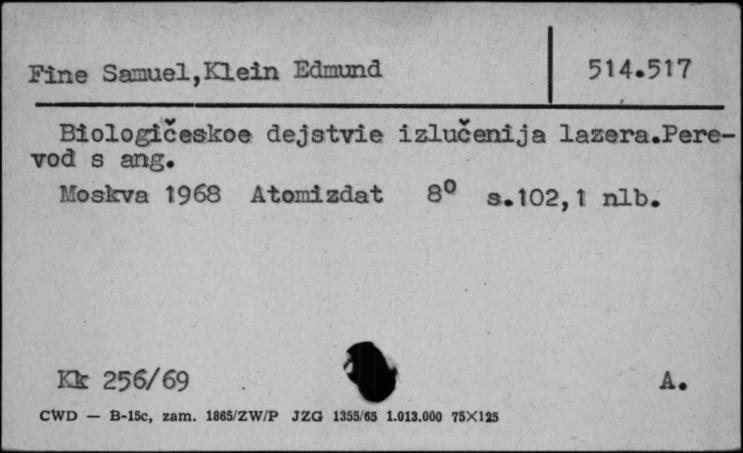 Fine Samuel,Klein Edmund 514.517
Biologičeskoe dejstvie izlučenija lazera.Pere-
vod s ang.
Moskva 1968 Atomizdat 8º s.102,1 nlb.
Kk 256/69 A.
CWD — B-15c, zam. 1865/ZW/P JZG 1355/65 1.013.000 75X125